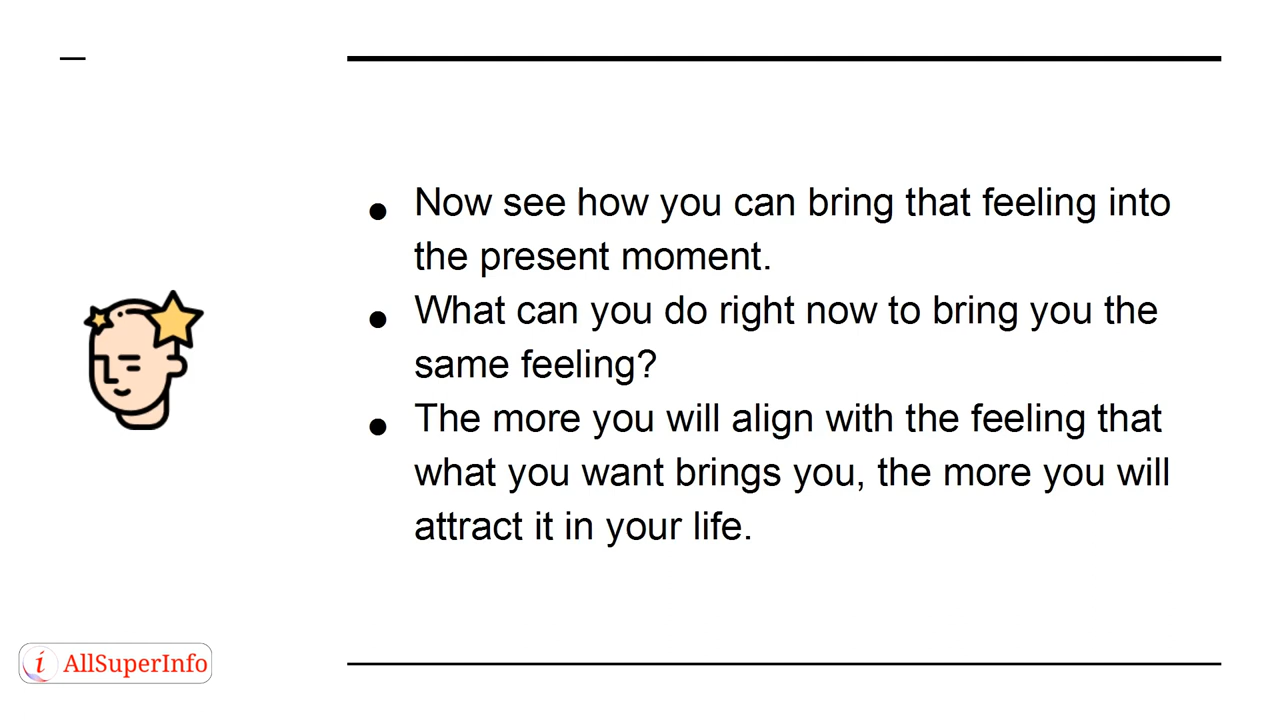 • Now see how you can bring that feeling into
the present moment.
• What can you do right now to bring you the
same feeling?
• The more you will align with the feeling that
what you want brings you, the more you will
attract it in your life.
i AllSuperInfo